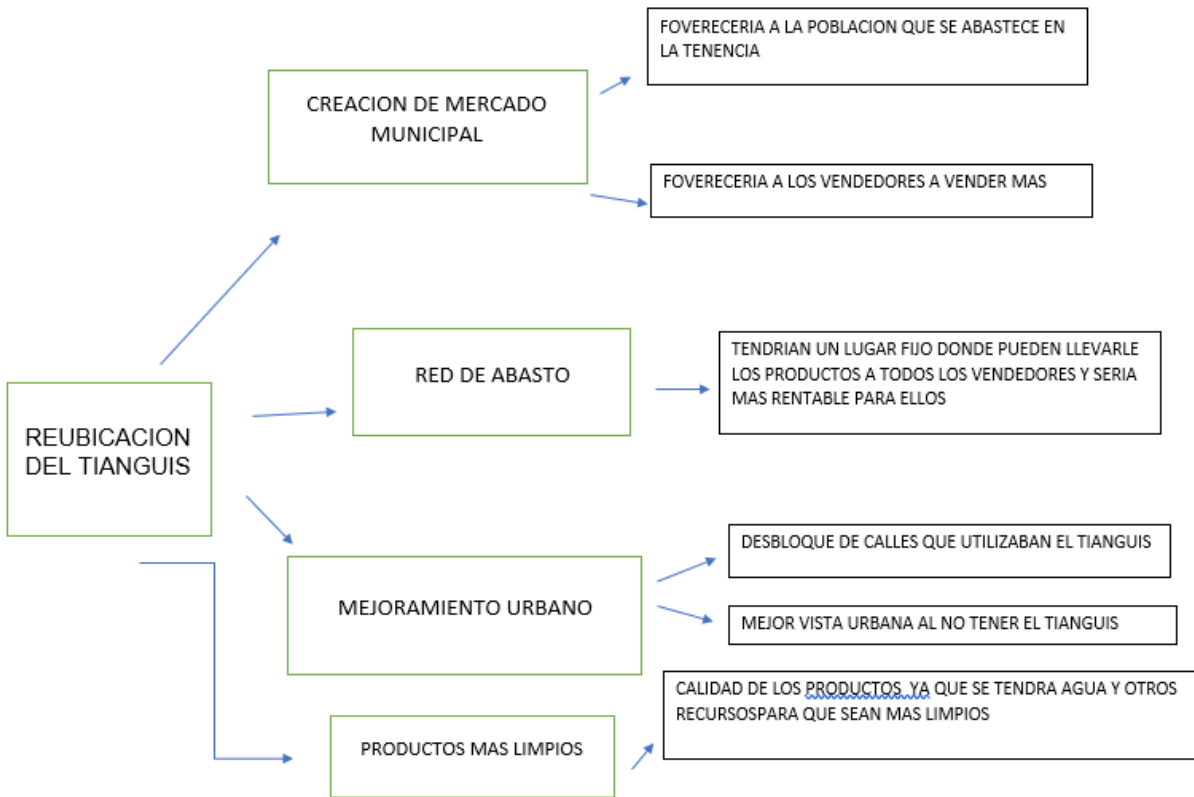 FOVERECERIA A LA POBLACION QUE SE ABASTECE EN
LA TENENCIA
CREACION DE MERCADO
MUNICIPAL
FOVERECERIA A LOS VENDEDORES A VENDER MAS
TENDRIAN UN LUGAR FIJO DONDE PUEDEN LLEVARLE
LOS PRODUCTOS A TODOS LOS VENDEDORES Y SERIA
MAS RENTABLE PARA ELLOS
RED DE ABASTO
REUBICACION
DEL TIANGUIS
DESBLOQUE DE CALLES QUE UTILIZABAN EL TIANGUIS
MEJORAMIENTO URBANO
MEJOR VISTA URBANA AL NO TENER EL TIANGUIS
CALIDAD DE LOS PRODUCTOS YA QUE SE TENDRA AGUA Y OTROS
RECURSOSPARA QUE SEAN MAS LIMPIOS
PRODUCTOS MAS LIMPIOS